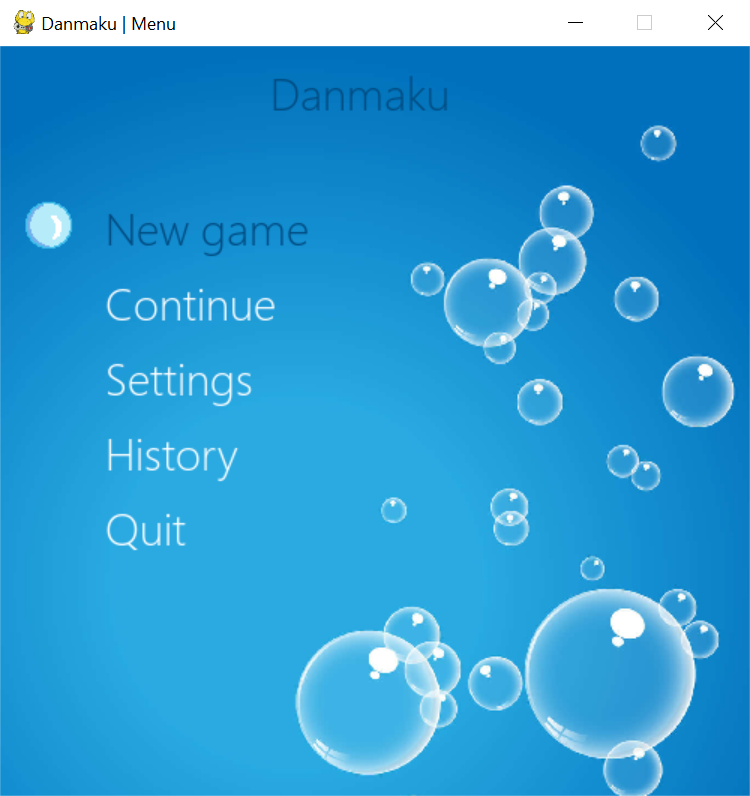 Danmaku | Menu
Danmaku
New game
Continue
Settings
History
Quit